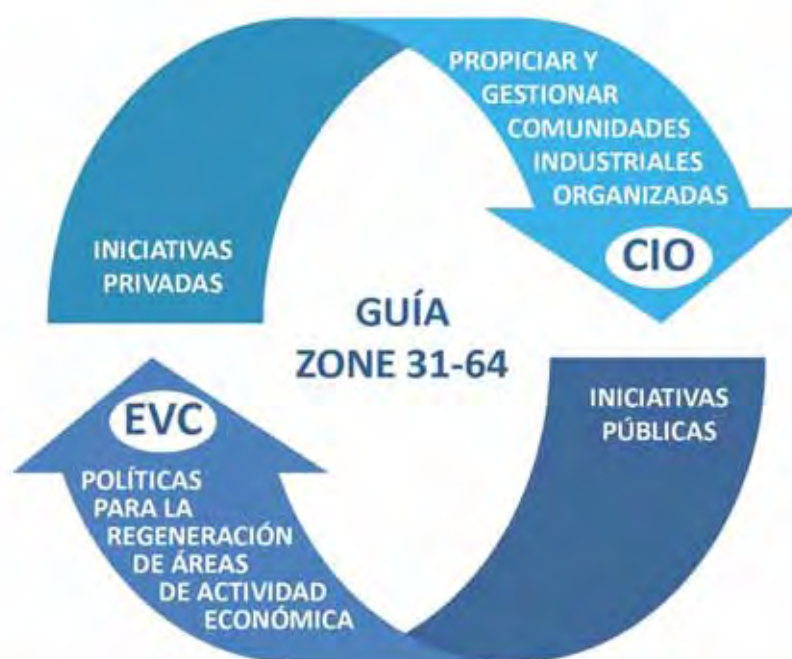 PROPICIAR Y
GESTIONAR
COMUNIDADES
INDUSTRIALES
ORGANIZADAS
CIO
INICIATIVAS
PRIVADAS
GUÍA
ZONE 31-64
INICIATIVAS
PÚBLICAS
EVC
POLÍTICAS
PARA LA
REGENERACIÓN
DE ÁREAS
DE ACTIVIDAD
ECONÓMICA